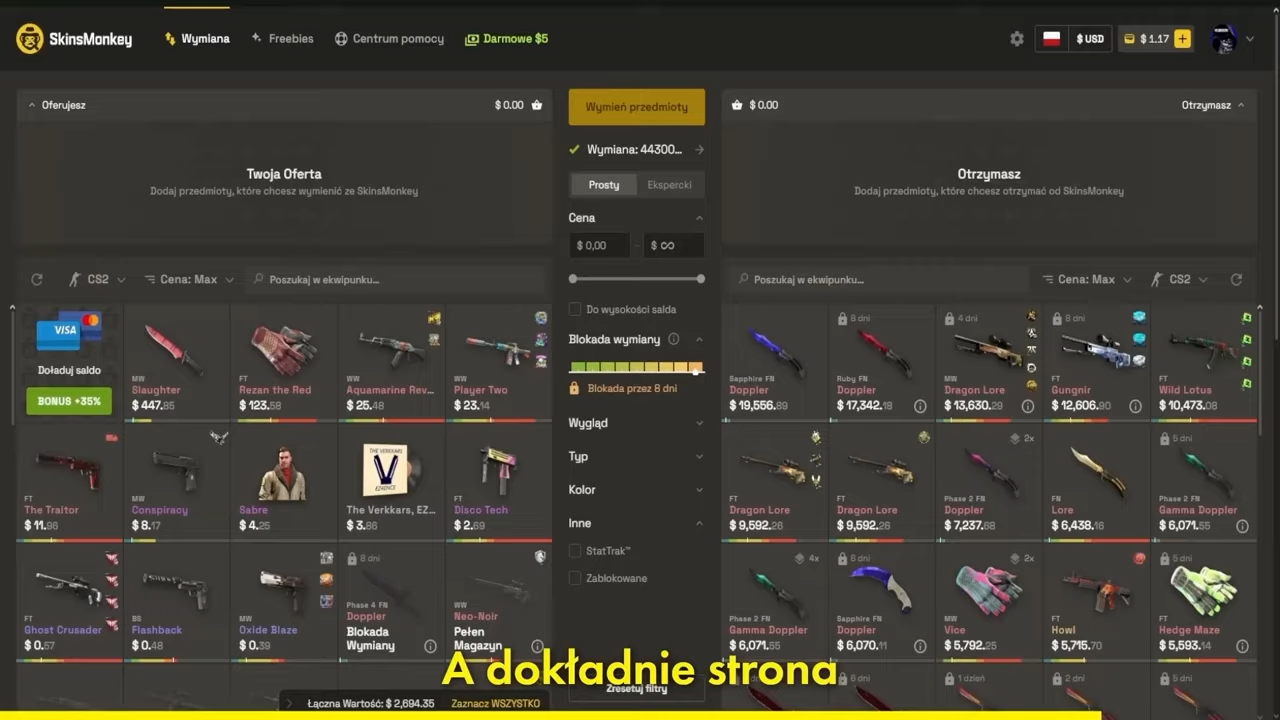 SkinsMonkey
Wymiana
Freebies
Centrum pomocy
Darmowe $5
$ USD
$ 1.17
Oferujesz
$ 0.00
Twoja Oferta
Dodaj przedmioty, które chcesz wymienić ze SkinsMonkey
Wymień przedmioty
Wymiana: 44300...
Prosty
Ekspercki
Cena
$ 0,00
-
$ ∞
Do wysokości salda
Blokada wymiany
Blokada przez 8 dni
Wygląd
Typ
Kolor
Inne
StatTrak™
Zablokowane
Zresetuj filtry
$ 0.00
Otrzymasz
Otrzymasz
Dodaj przedmioty, które chcesz otrzymać od SkinsMonkey
CS2
Cena: Max
Poszukaj w ekwipunku...
VISA
Doładuj saldo
BONUS +35%
MW
Slaughter
$ 447.85
FT
Rezan the Red
$ 123.58
WW
Aquamarine Rev...
$ 25.48
FT
Player Two
$ 23.14
FT
The Traitor
$ 11.96
MW
Conspiracy
$ 8.17
Sabre
$ 4.25
THE VERKKARS
EZ4ENCE
The Verkkars, EZ...
$ 3.86
FT
Disco Tech
$ 2.69
FT
Ghost Crusader
$ 0.57
BS
Flashback
$ 0.48
MW
Oxide Blaze
$ 0.39
8 dni
Phase 4 FN
Doppler
Blokada
Wymiany
WW
Neo-Noir
Pełen
Magazyn
Łączna Wartość: $ 2,694.35
Zaznacz WSZYSTKO
Poszukaj w ekwipunku...
Cena: Max
CS2
Sapphire FN
Doppler
$ 19,556.89
8 dni
Ruby FN
Doppler
$ 17,342.18
4 dni
MW
Dragon Lore
$ 13,630.29
8 dni
FT
Gungnir
$ 12,606.90
FT
Wild Lotus
$ 10,473.08
FT
Dragon Lore
$ 9,592.26
FT
Dragon Lore
$ 9,592.26
2x
Phase 2 FN
Doppler
$ 7,237.68
FN
Lore
$ 6,438.16
5 dni
Phase 2 FN
Gamma Doppler
$ 6,071.55
4x
Phase 2 FN
Gamma Doppler
$ 6,071.55
6 dni
Sapphire FN
Doppler
$ 6,070.11
2x
MW
Vice
$ 5,792.25
FT
Howl
$ 5,715.70
5 dni
FT
Hedge Maze
$ 5,593.14
6 dni
1 dzień
2 dni
5 dni
A dokładnie strona